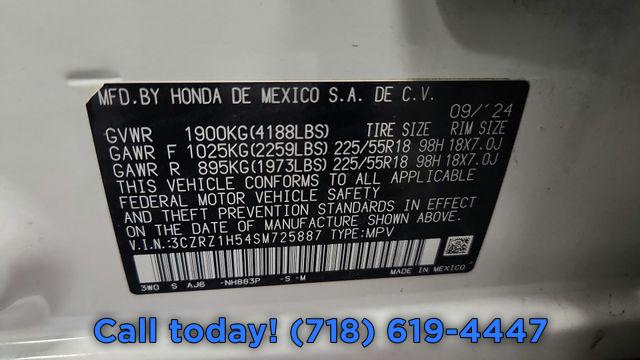 MFD.BY HONDA DE MEXICO S.A. DE C.V.
09/'24
GVWR 1900KG(4188LBS) TIRE SIZE RIM SIZE
GAWR F 1025KG(2259LBS) 225/55R18 98H 18X7.0J
GAWR R 895KG(1973LBS) 225/55R18 98H 18X7.0J
THIS VEHICLE CONFORMS TO ALL APPLICABLE
FEDERAL MOTOR VEHICLE SAFETY
STANDARDS IN EFFECT
ON THE DATE OF MANUFACTURE SHOWN ABOVE.
V.I.N.:3CZRZ1H54SM725887 TYPE:MPV
3W0 S AJ6 -NH883P -S -M
MADE IN MEXICO
Call today! (718) 619-4447